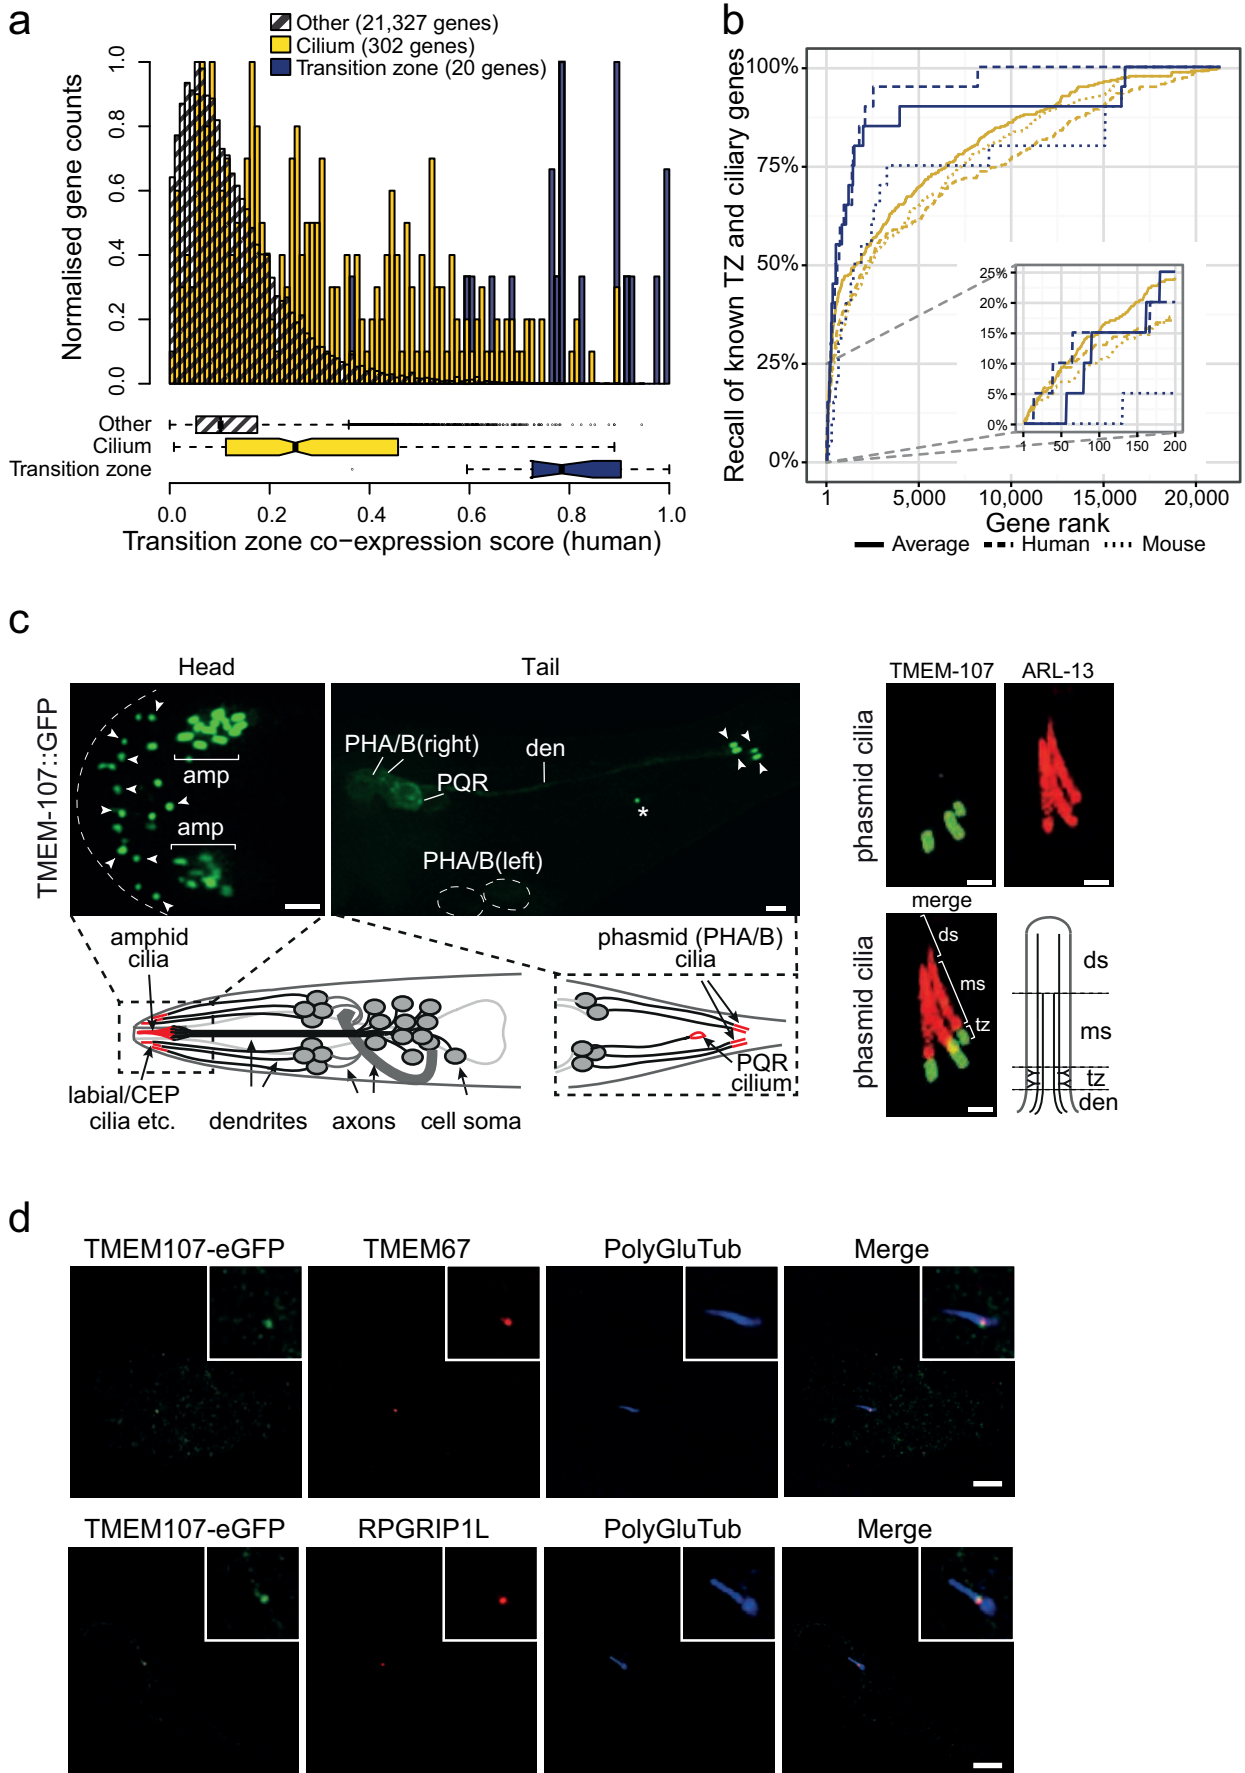 a
Other (21,327 genes)
Cilium (302 genes)
Transition zone (20 genes)
Normalised gene counts
1.0
0.8
0.6
0.4
0.2
0.0
Other
Cilium
Transition zone
0.0 0.2 0.4 0.6 0.8 1.0
Transition zone co−expression score (human)
b
Recall of known TZ and ciliary genes
100%
75%
50%
25%
0%
25%
20%
15%
10%
5%
0%
1 50 100 150 200
1 5,000 10,000 15,000 20,000
Gene rank
Average Human Mouse
c
Head Tail
TMEM-107::GFP
amp
amp
PHA/B(right)
PQR
den
*
PHA/B(left)
TMEM-107 ARL-13
phasmid cilia
merge
phasmid cilia
ds
ms
tz
ds
ms
tz
den
amphid
cilia
labial/CEP
cilia etc.
dendrites axons cell soma
phasmid (PHA/B)
cilia
PQR
cilium
d
TMEM107-eGFP TMEM67 PolyGluTub Merge
TMEM107-eGFP RPGRIP1L PolyGluTub Merge